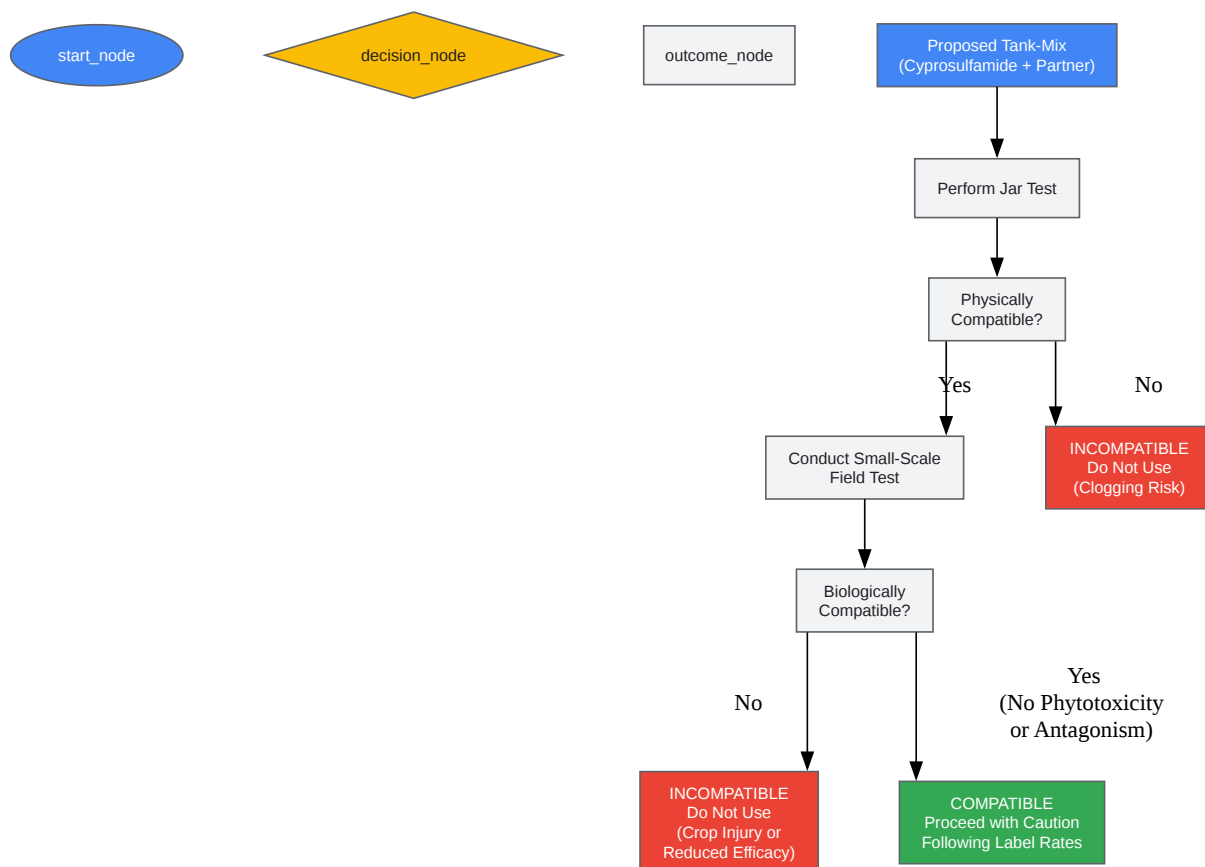 start_node
decision_node
outcome_node
Proposed Tank-Mix
(Cyprosulfamide + Partner)
Perform Jar Test
Physically
Compatible?
Yes
No
Conduct Small-Scale
Field Test
INCOMPATIBLE
Do Not Use
(Clogging Risk)
Biologically
Compatible?
No
Yes
(No Phytotoxicity
or Antagonism)
INCOMPATIBLE
Do Not Use
(Crop Injury or
Reduced Efficacy)
COMPATIBLE
Proceed with Caution
Following Label Rates